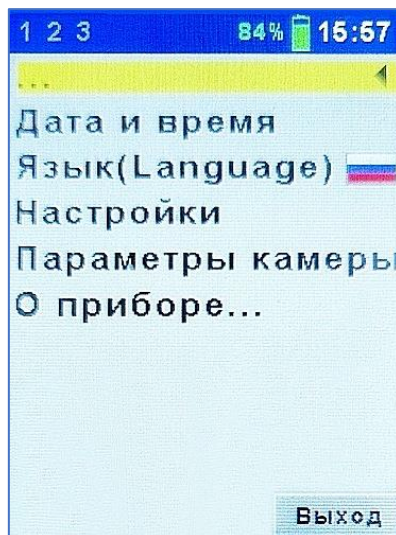 1 2 3 84% 15:57
...
Дата и время
Язык(Language)
Настройки
Параметры камеры
О приборе...
Выход